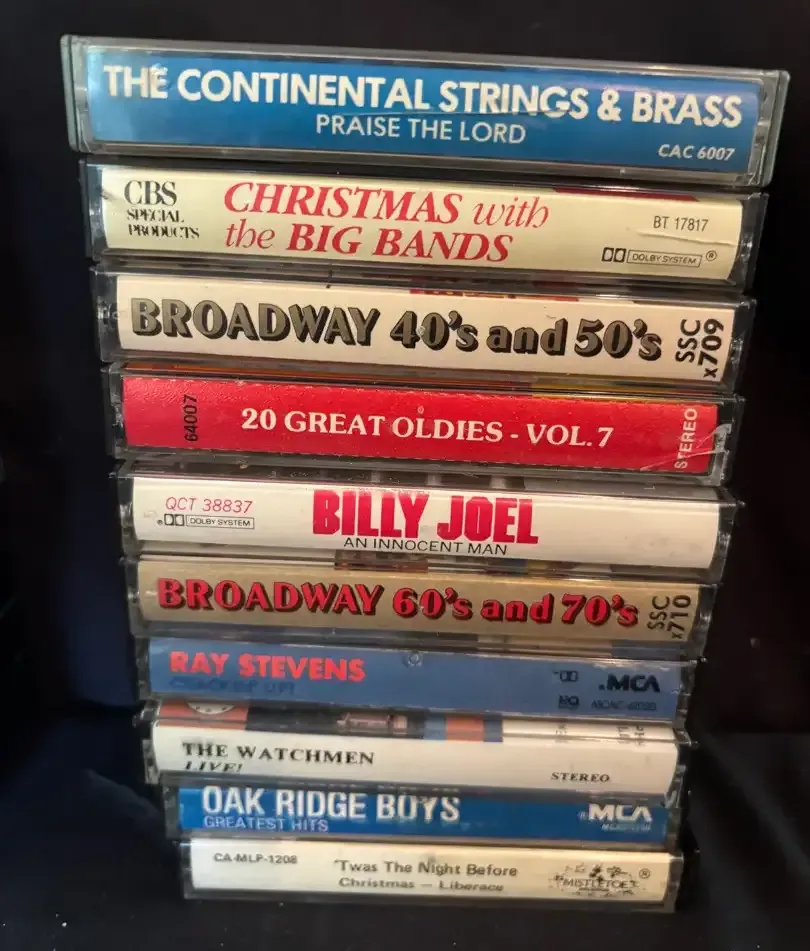 THE CONTINENTAL STRINGS & BRASS
PRAISE THE LORD
CAC 6007
CBS
SPECIAL
PRODUCTS
CHRISTMAS with
the BIG BANDS
BT 17817
DOLBY SYSTEM ®
BROADWAY 40's and 50's
SSC
x709
64007
20 GREAT OLDIES - VOL. 7
STEREO
QCT 38837
DOLBY SYSTEM
BILLY JOEL
AN INNOCENT MAN
BROADWAY 60's and 70's
SSC
x710
RAY STEVENS
MCA
THE WATCHMEN
LIVE!
STEREO
OAK RIDGE BOYS
GREATEST HITS
MCA
CA-MLP-1208
'Twas The Night Before
Christmas — Liberace
MISTLETOE ®